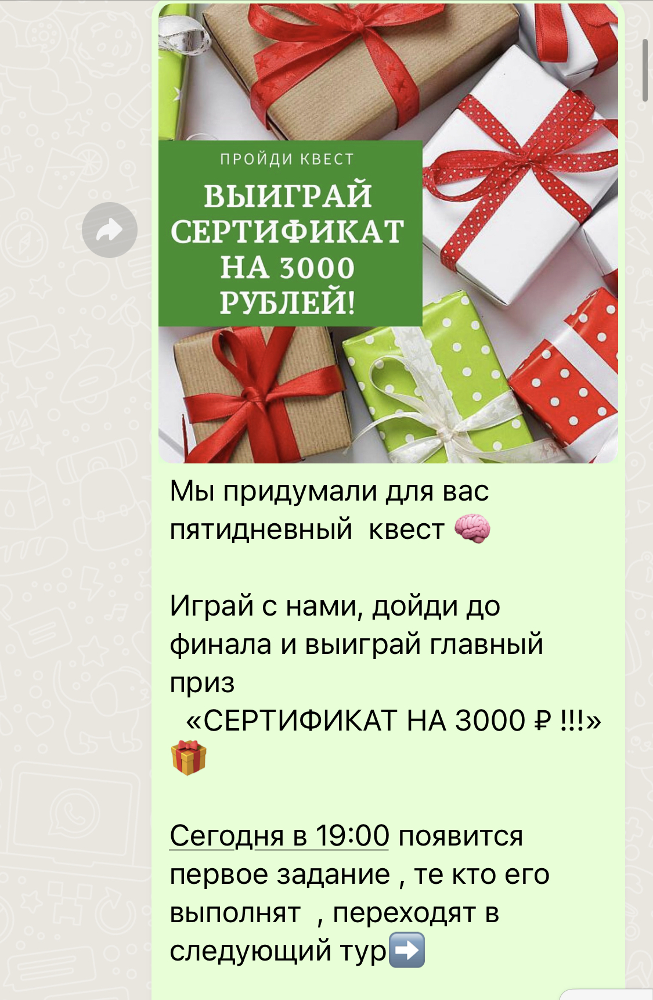 ПРОЙДИ КВЕСТ
ВЫИГРАЙ
СЕРТИФИКАТ
НА 3000
РУБЛЕЙ!
Мы придумали для вас
пятидневный  квест 🧠
Играй с нами, дойди до
финала и выиграй главный
приз
«СЕРТИФИКАТ НА 3000 ₽ !!!»
🎁
Сегодня в 19:00 появится
первое задание , те кто его
выполнят  , переходят в
следующий тур➡️